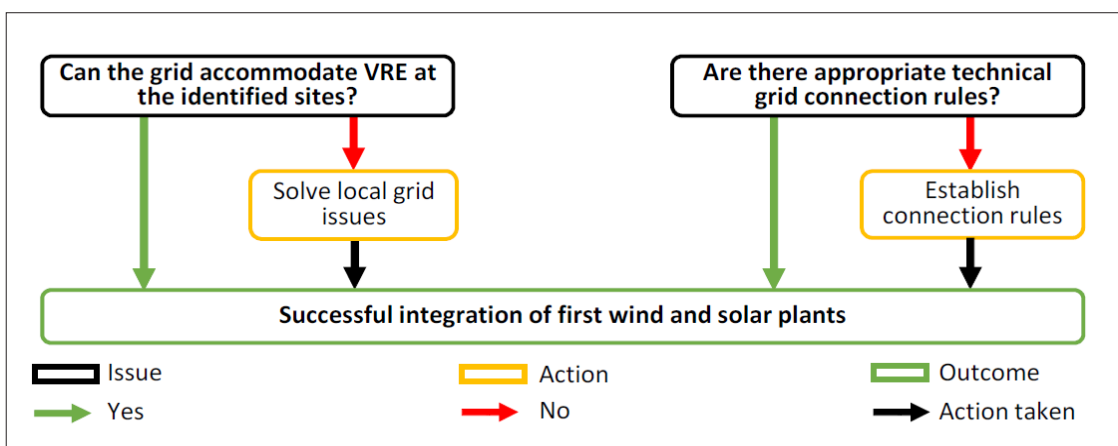 Can the grid accommodate VRE at
the identified sites?
Are there appropriate technical
grid connection rules?
Solve local grid
issues
Establish
connection rules
Successful integration of first wind and solar plants
Issue
Action
Outcome
Yes
No
Action taken